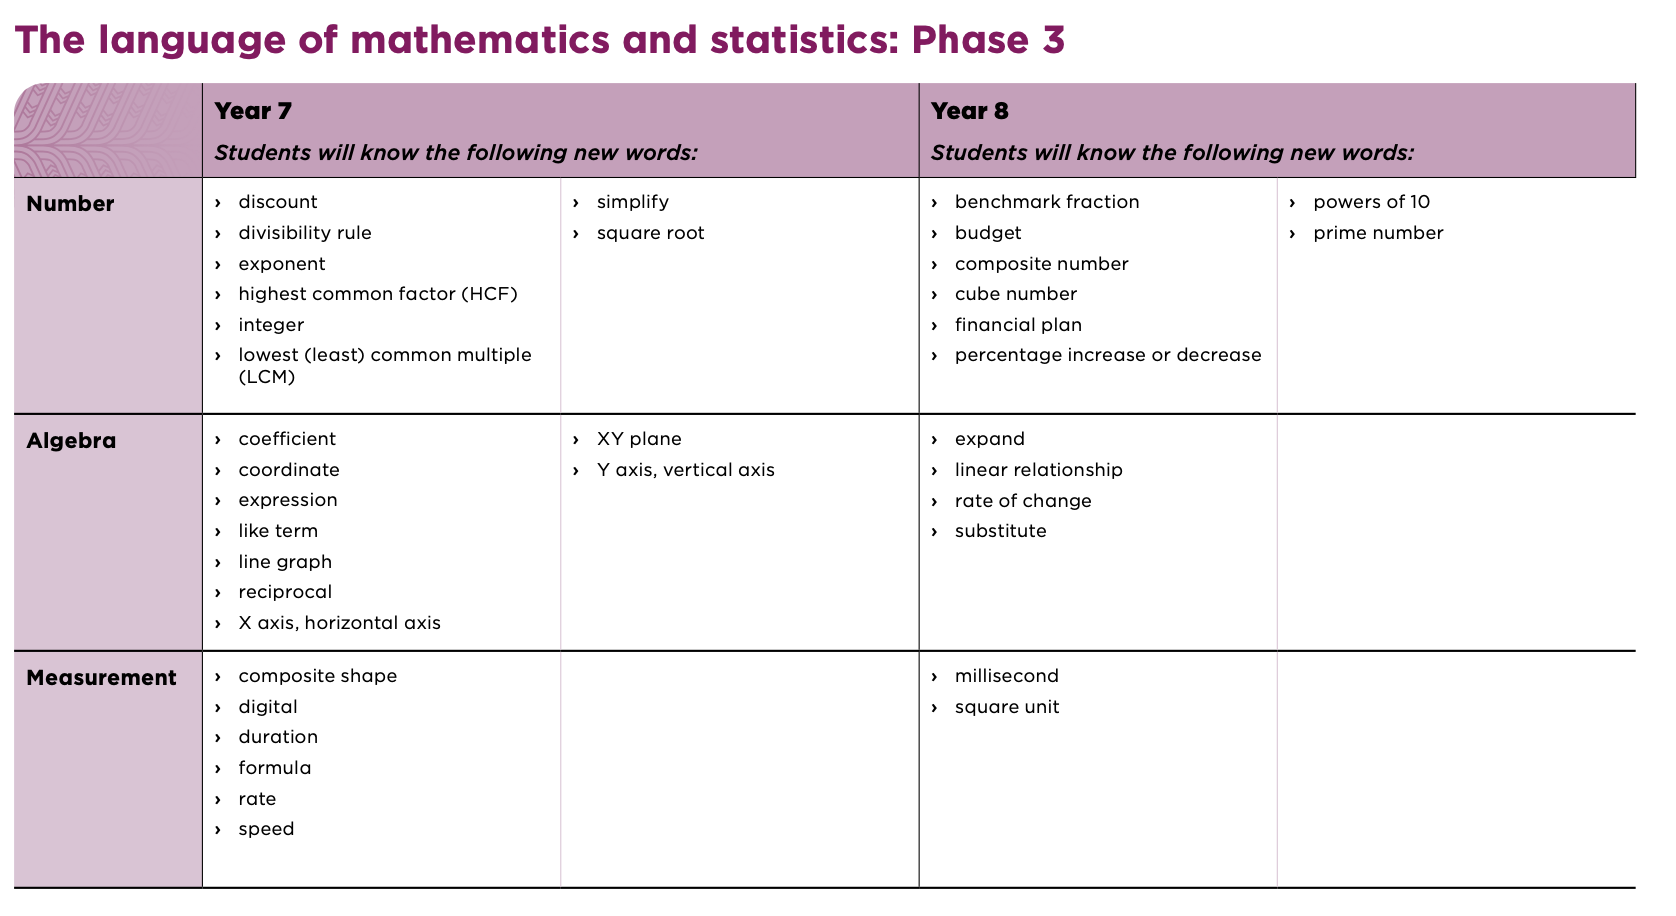 The language of mathematics and statistics: Phase 3
Year 7
Students will know the following new words:
Year 8
Students will know the following new words:
Number
› discount
› divisibility rule
› exponent
› highest common factor (HCF)
› integer
› lowest (least) common multiple
(LCM)
› simplify
› square root
› benchmark fraction
› budget
› composite number
› cube number
› financial plan
› percentage increase or decrease
› powers of 10
› prime number
Algebra
› coefficient
› coordinate
› expression
› like term
› line graph
› reciprocal
› X axis, horizontal axis
› XY plane
› Y axis, vertical axis
› expand
› linear relationship
› rate of change
› substitute
Measurement
› composite shape
› digital
› duration
› formula
› rate
› speed
› millisecond
› square unit